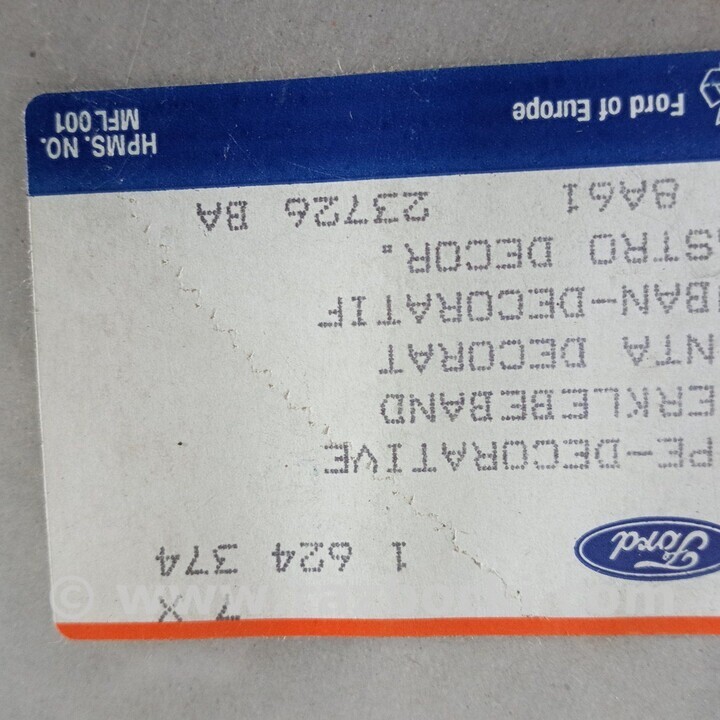 7 X
Ford
1 624 374
PE-DECORATIVE
ERKLEBEBAND
NTA DECORAT
BAN-DECORATIF
STRO DECOR.
8A61 23726 BA
Ford of Europe
HPMS. NO.
MFL 001